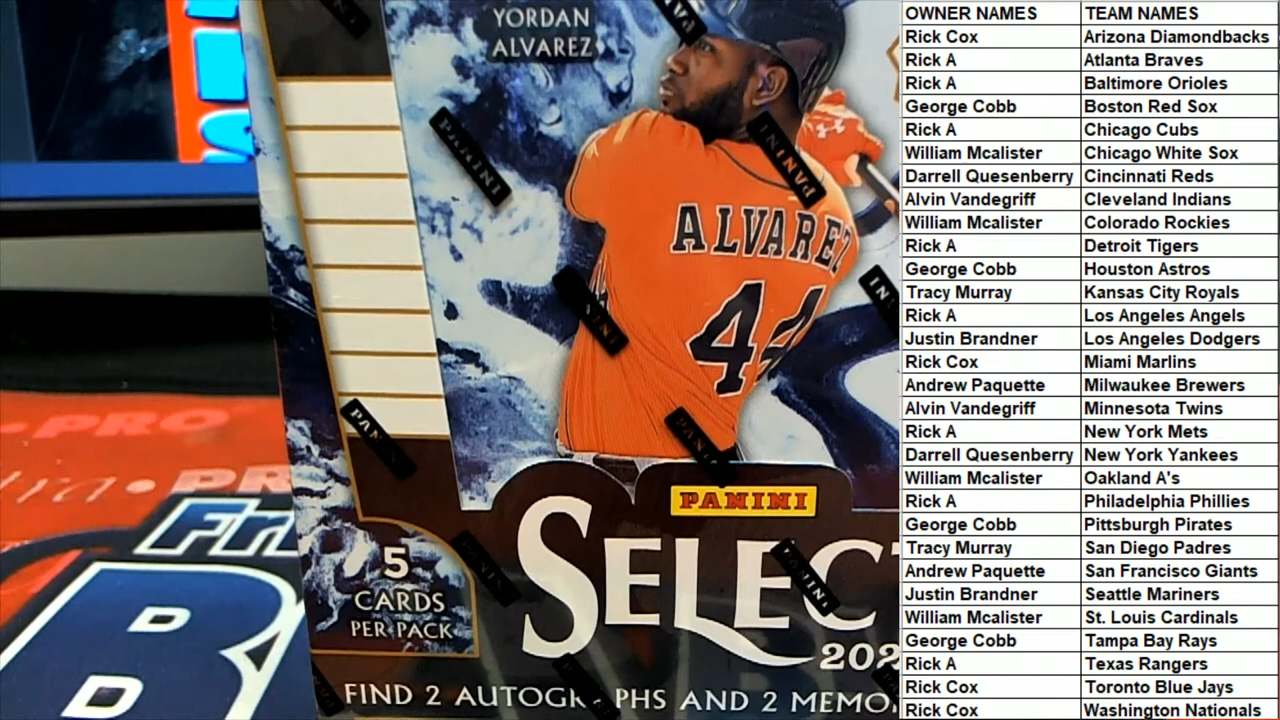 YORDAN
ALVAREZ
PANINI
PANINI
ALVAREZ
44
PANINI
SELEC
202
5
CARDS
PER PACK
FIND 2 AUTOGR PHS AND 2 MEMO
-PRO
PR
Fr
B
OWNER NAMES TEAM NAMES
Rick Cox Arizona Diamondbacks
Rick A Atlanta Braves
Rick A Baltimore Orioles
George Cobb Boston Red Sox
Rick A Chicago Cubs
William Mcalister Chicago White Sox
Darrell Quesenberry Cincinnati Reds
Alvin Vandegriff Cleveland Indians
William Mcalister Colorado Rockies
Rick A Detroit Tigers
George Cobb Houston Astros
Tracy Murray Kansas City Royals
Rick A Los Angeles Angels
Justin Brandner Los Angeles Dodgers
Rick Cox Miami Marlins
Andrew Paquette Milwaukee Brewers
Alvin Vandegriff Minnesota Twins
Rick A New York Mets
Darrell Quesenberry New York Yankees
William Mcalister Oakland A's
Rick A Philadelphia Phillies
George Cobb Pittsburgh Pirates
Tracy Murray San Diego Padres
Andrew Paquette San Francisco Giants
Justin Brandner Seattle Mariners
William Mcalister St. Louis Cardinals
George Cobb Tampa Bay Rays
Rick A Texas Rangers
Rick Cox Toronto Blue Jays
Rick Cox Washington Nationals